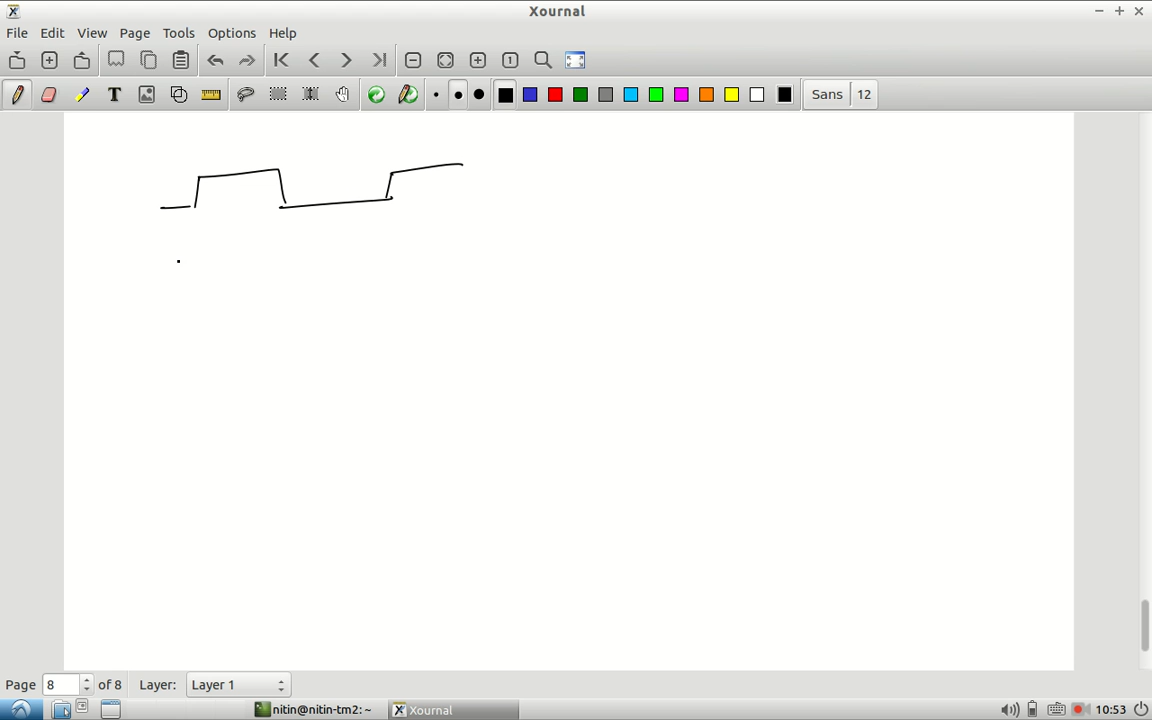 Xournal
File Edit View Page Tools Options Help
Sans 12
Page 8 of 8 Layer: Layer 1
nitin@nitin-tm2: ~ Xournal 10:53